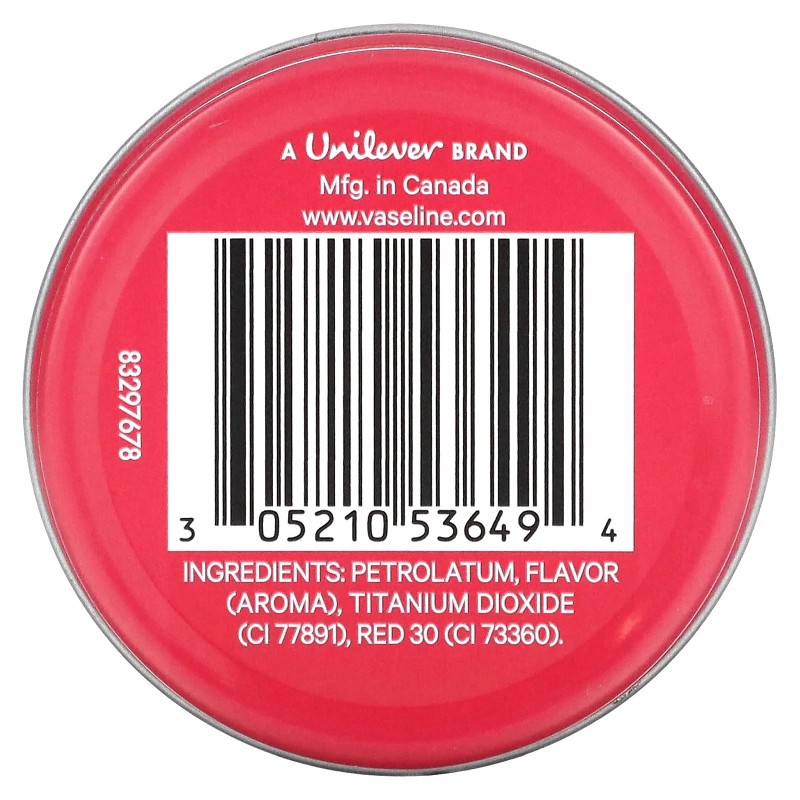 A Unilever BRAND
Mfg. in Canada
www.vaseline.com
83297678
3 05210 53649 4
INGREDIENTS: PETROLATUM, FLAVOR
(AROMA), TITANIUM DIOXIDE
(CI 77891), RED 30 (CI 73360).